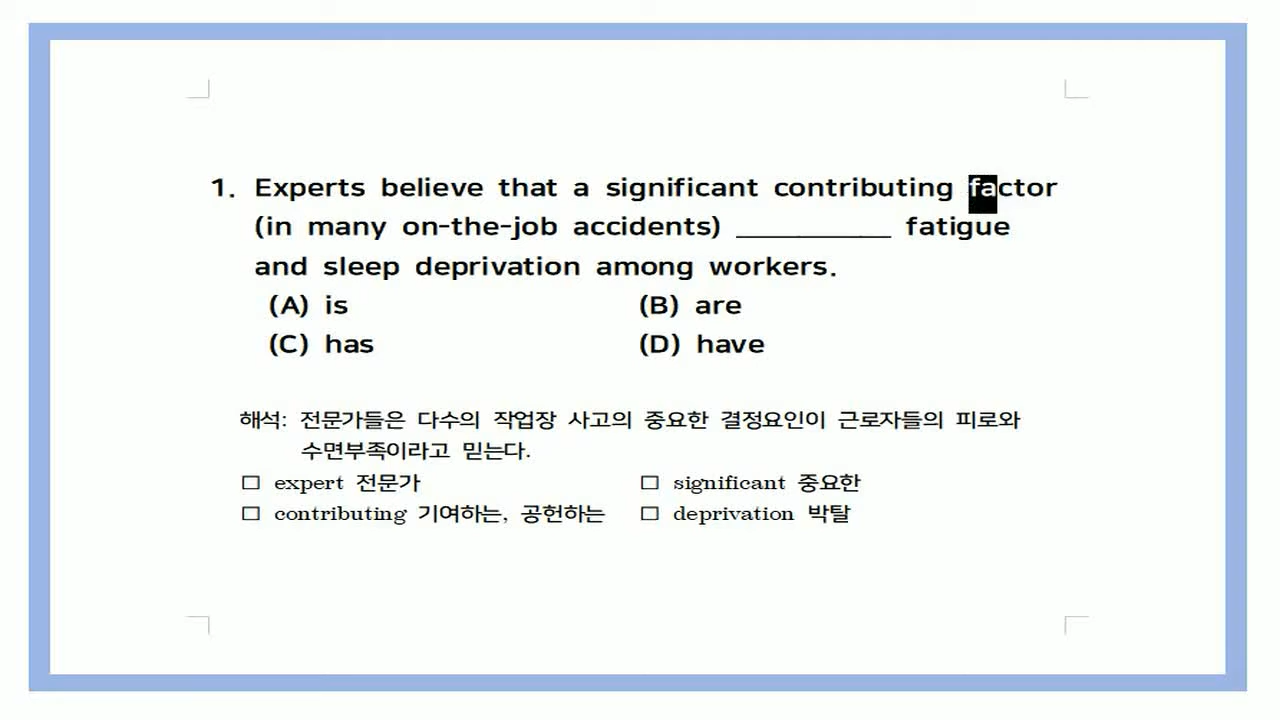 1. Experts believe that a significant contributing factor
(in many on-the-job accidents) ___________ fatigue
and sleep deprivation among workers.
(A) is (B) are
(C) has (D) have
해석: 전문가들은 다수의 작업장 사고의 중요한 결정요인이 근로자들의 피로와
수면부족이라고 믿는다.
□ expert 전문가 □ significant 중요한
□ contributing 기여하는, 공헌하는 □ deprivation 박탈